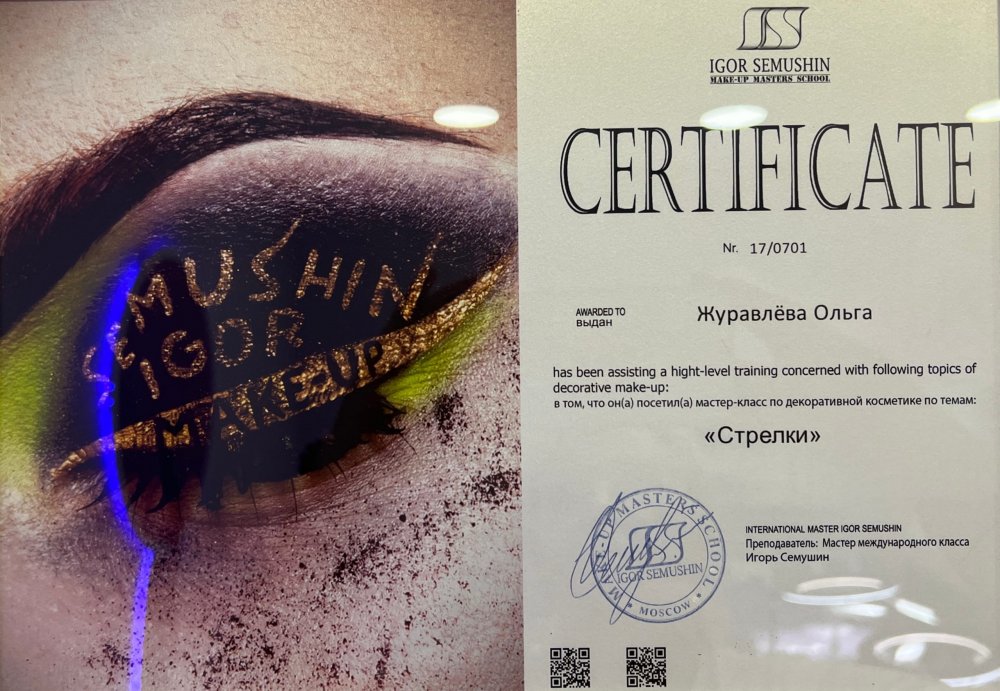 SEMUSHIN
IGOR
MAKE-UP
IGOR SEMUSHIN
MAKE-UP MASTERS SCHOOL
CERTIFICATE
Nr. 17/0701
AWARDED TO
выдан
Журавлёва Ольга
has been assisting a hight-level training concerned with following topics of
decorative make-up:
в том, что он(а) посетил(а) мастер-класс по декоративной косметике по темам:
«Стрелки»
MAKE-UP MASTERS SCHOOL
IGOR SEMUSHIN
* MOSCOW *
INTERNATIONAL MASTER IGOR SEMUSHIN
Преподаватель: Мастер международного класса
Игорь Семушин